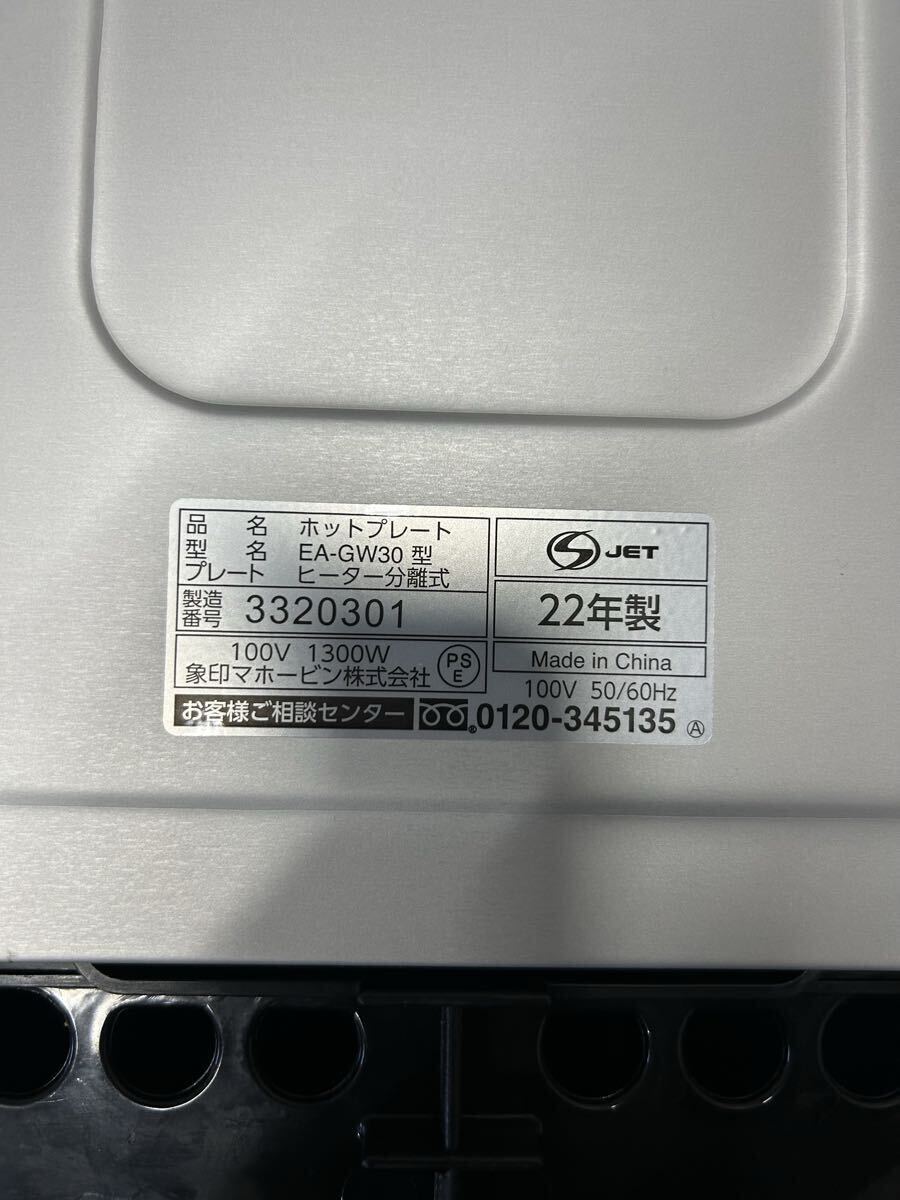 品 名 ホットプレート
型 名 EA-GW30 型
プレート ヒーター分離式
製造番号 3320301
100V 1300W
象印マホービン株式会社
PSE
JET
22年製
Made in China
100V 50/60Hz
お客様ご相談センター 0120-345135 Ⓐ